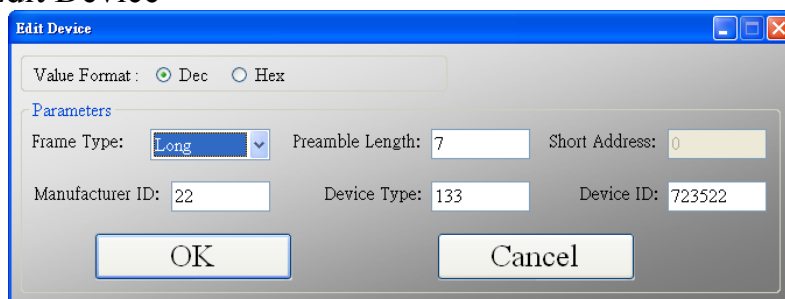 Edit Device
Value Format : Dec Hex
Parameters
Frame Type: Long Preamble Length: 7 Short Address: 0
Manufacturer ID: 22 Device Type: 133 Device ID: 723522
OK Cancel